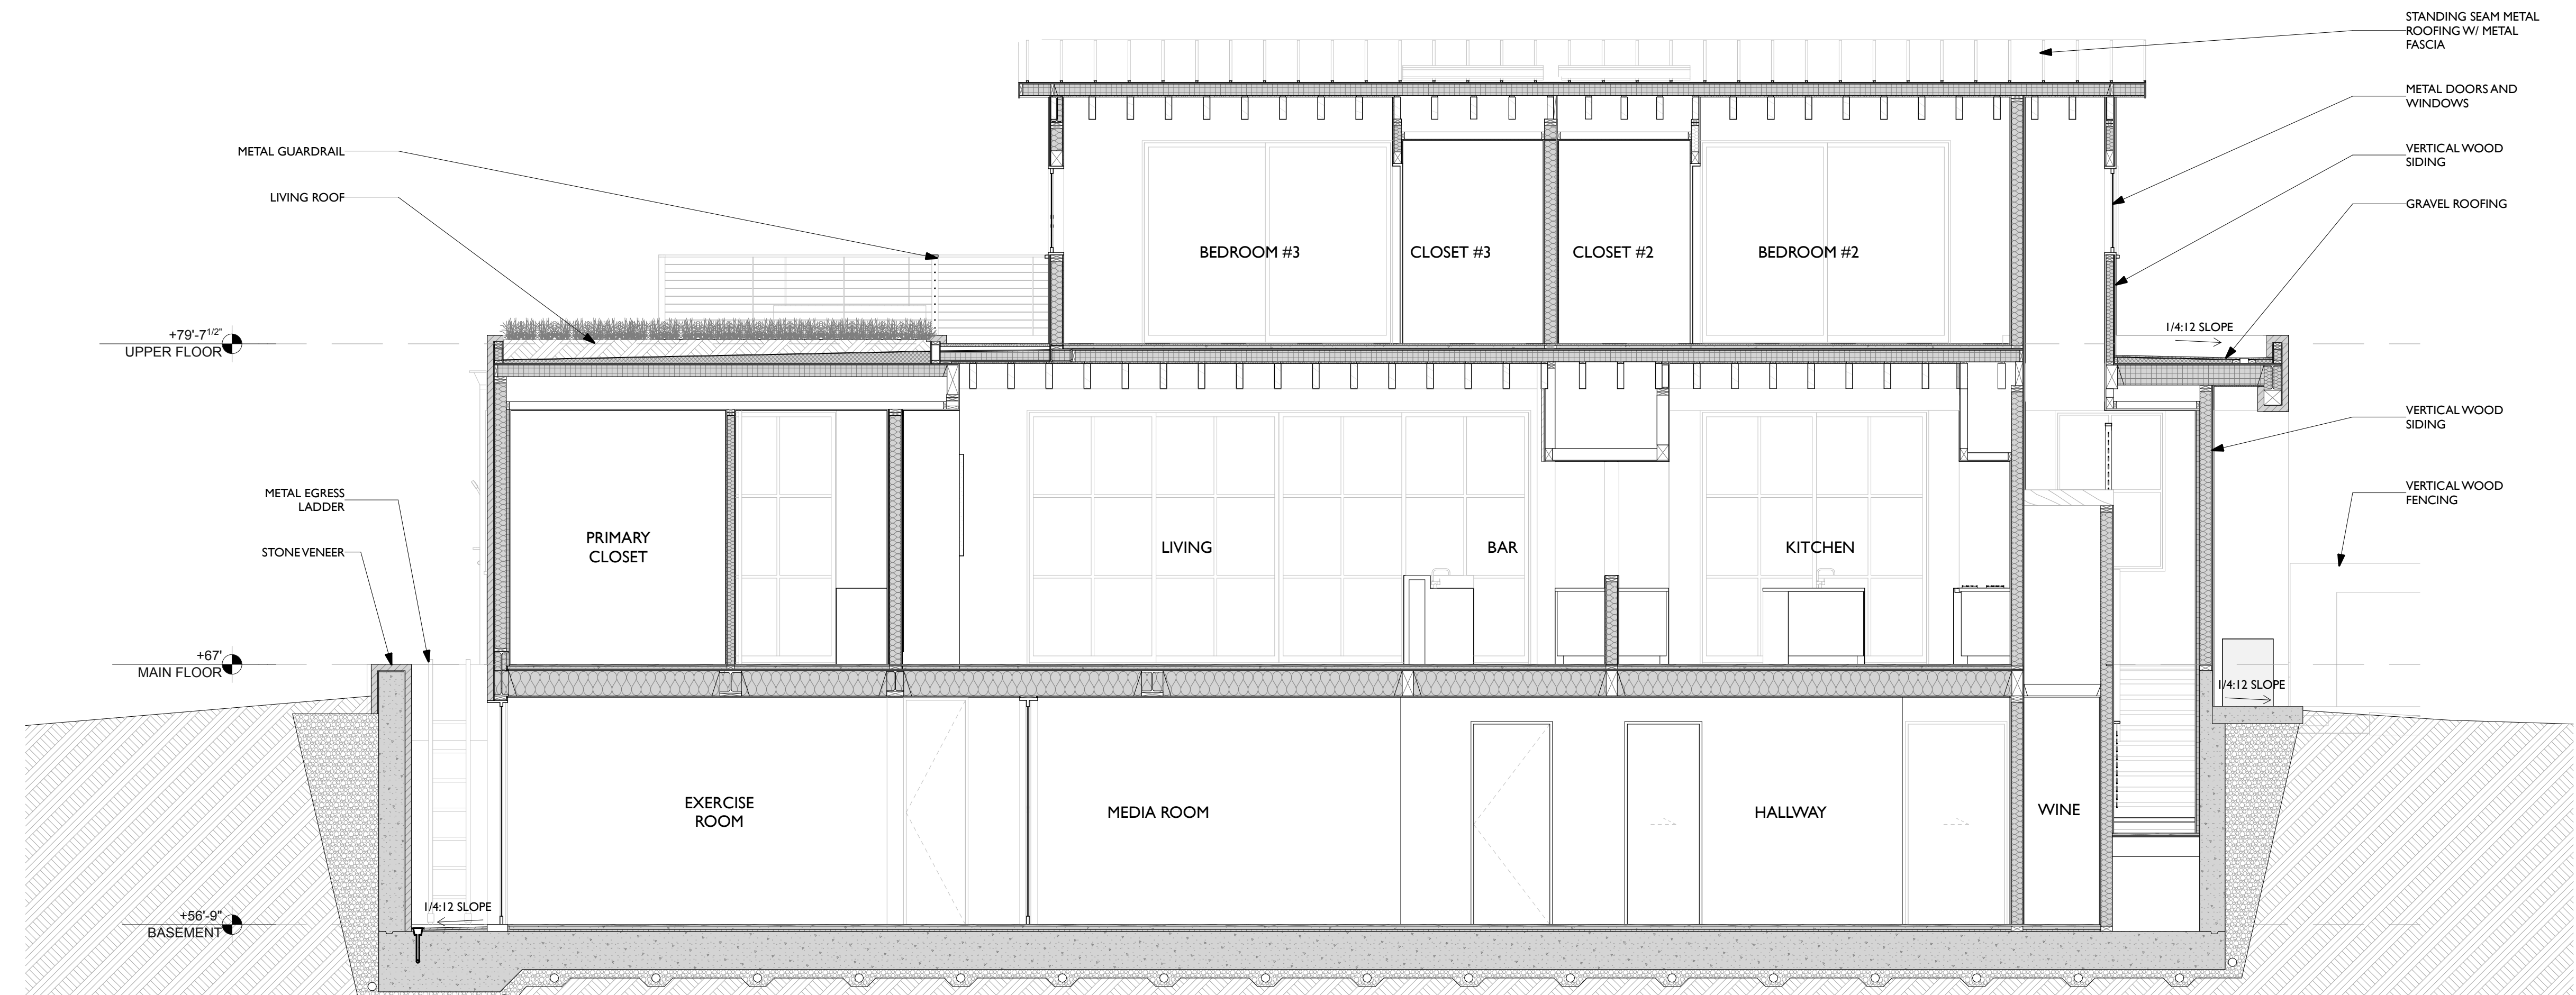 STANDING SEAM METAL
ROOFING W/ METAL
FASCIA
METAL DOORS AND
WINDOWS
VERTICAL WOOD
SIDING
GRAVEL ROOFING
METAL GUARDRAIL
LIVING ROOF
BEDROOM #3
CLOSET #3
CLOSET #2
BEDROOM #2
+79'-7 1/2"
UPPER FLOOR
1/4:12 SLOPE
VERTICAL WOOD
SIDING
VERTICAL WOOD
FENCING
METAL EGRESS
LADDER
STONE VENEER
PRIMARY
CLOSET
LIVING
BAR
KITCHEN
+67'
MAIN FLOOR
1/4:12 SLOPE
EXERCISE
ROOM
MEDIA ROOM
HALLWAY
WINE
1/4:12 SLOPE
+56'-9"
BASEMENT